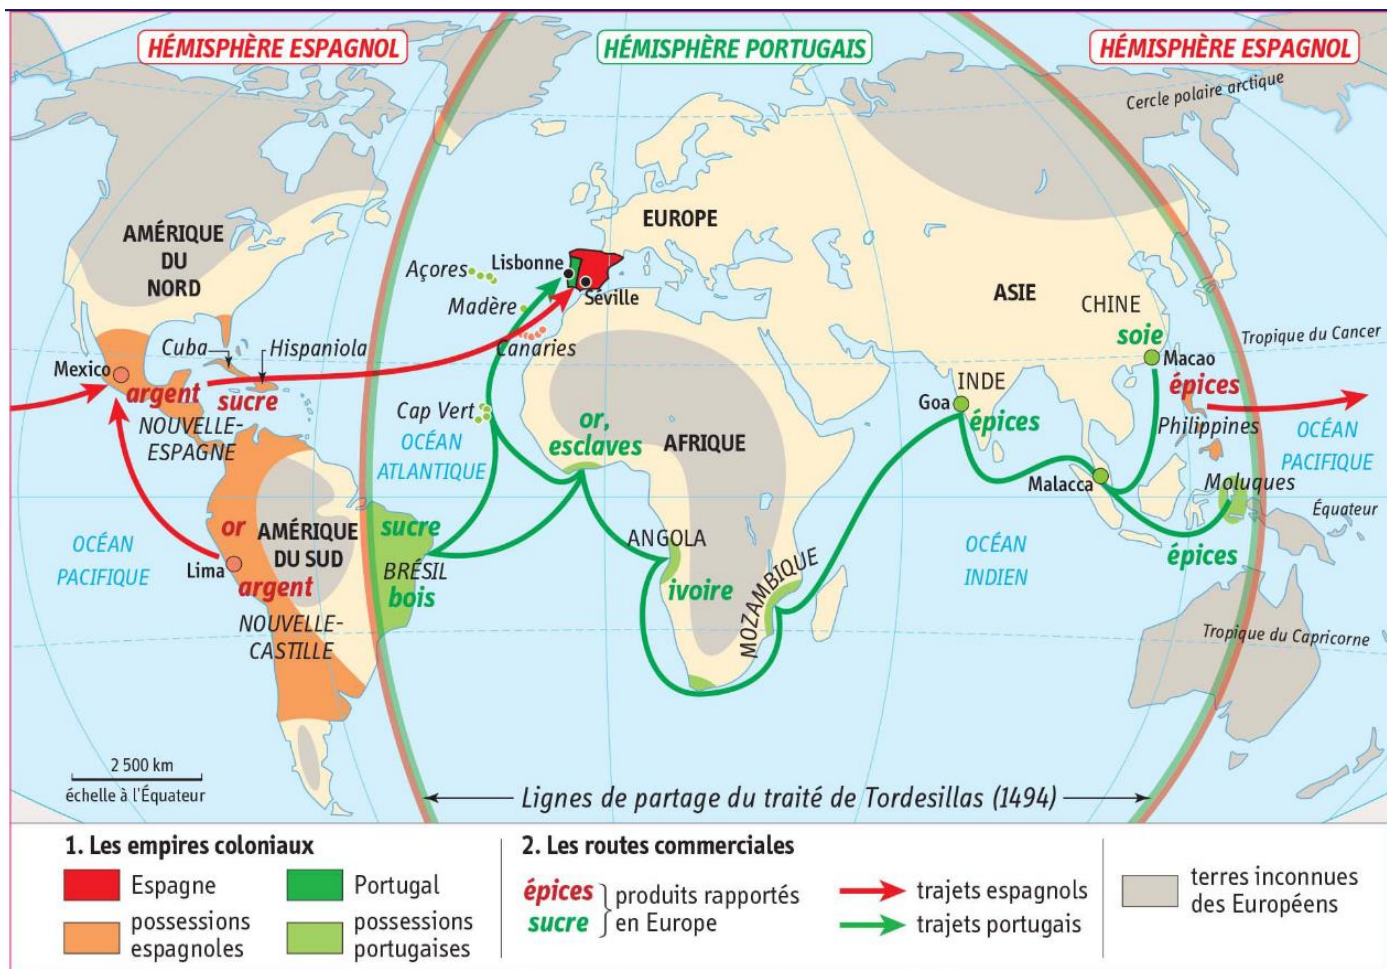 HÉMISPHÈRE ESPAGNOL
HÉMISPHÈRE PORTUGAIS
HÉMISPHÈRE ESPAGNOL
Cercle polaire arctique
AMÉRIQUE
DU
NORD
EUROPE
ASIE
Açores
Lisbonne
Séville
Madère
Canaries
CHINE
soie
Macao
Tropique du Cancer
Cuba
Hispaniola
Mexico
argent
sucre
NOUVELLE-
ESPAGNE
Cap Vert
OCÉAN
ATLANTIQUE
or,
esclaves
AFRIQUE
INDE
Goa
épices
épices
Philippines
OCÉAN
PACIFIQUE
Malacca
Moluques
Équateur
épices
OCÉAN
PACIFIQUE
or
AMÉRIQUE
DU SUD
Lima
argent
NOUVELLE-
CASTILLE
sucre
BRÉSIL
bois
ANGOLA
ivoire
MOZAMBIQUE
OCÉAN
INDIEN
Tropique du Capricorne
2 500 km
échelle à l'Équateur
Lignes de partage du traité de Tordesillas (1494)
1. Les empires coloniaux
Espagne
Portugal
possessions
espagnoles
possessions
portugaises
2. Les routes commerciales
épices
sucre
produits rapportés
en Europe
trajets espagnols
trajets portugais
terres inconnues
des Européens